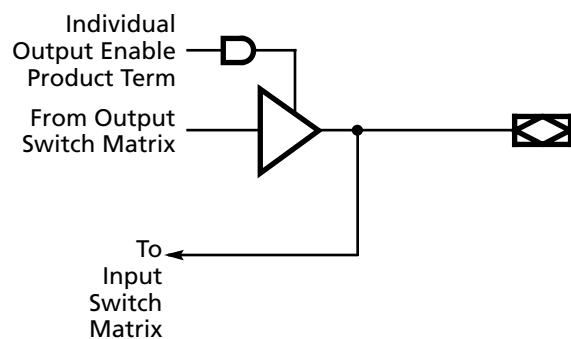 Individual
Output Enable
Product Term
From Output
Switch Matrix
To
Input
Switch
Matrix